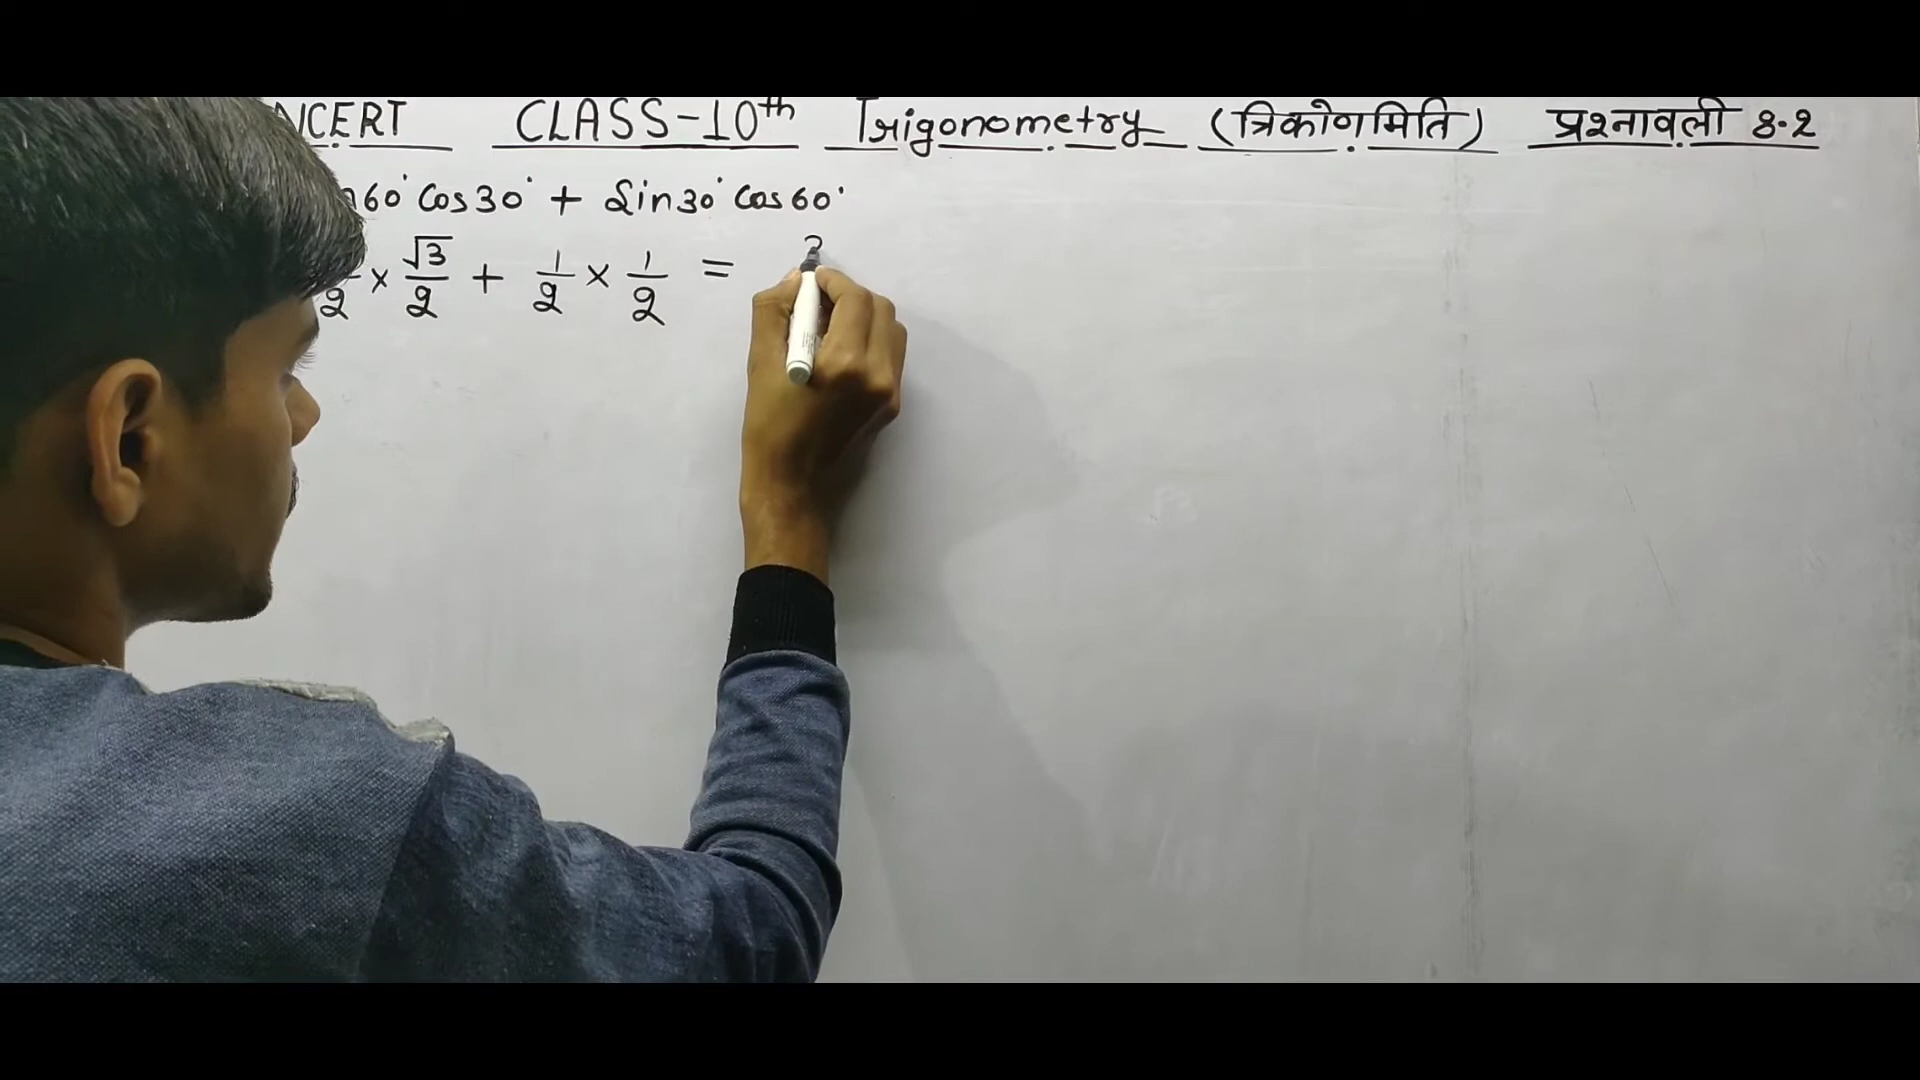 NCERT CLASS-10th Trigonometry (त्रिकोणमिति) प्रश्नावली 8.2
60° Cos30° + Sin30° Cos60°
2 × √3/2 + 1/2 × 1/2 =